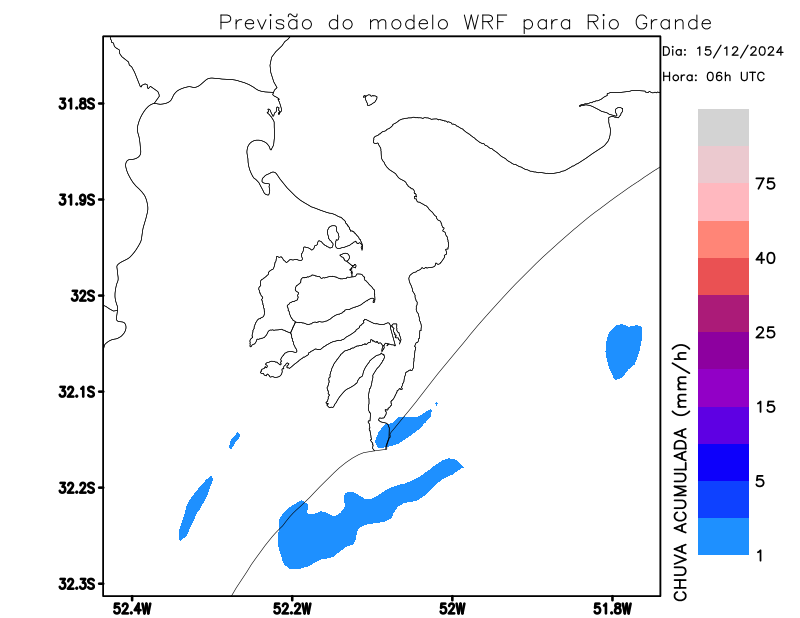 Previsão do modelo WRF para Rio Grande
Dia: 15/12/2024
Hora: 06h UTC
31.8S
31.9S
32S
32.1S
32.2S
32.3S
52.4W
52.2W
52W
51.8W
75
40
25
15
5
1
CHUVA ACUMULADA (mm/h)